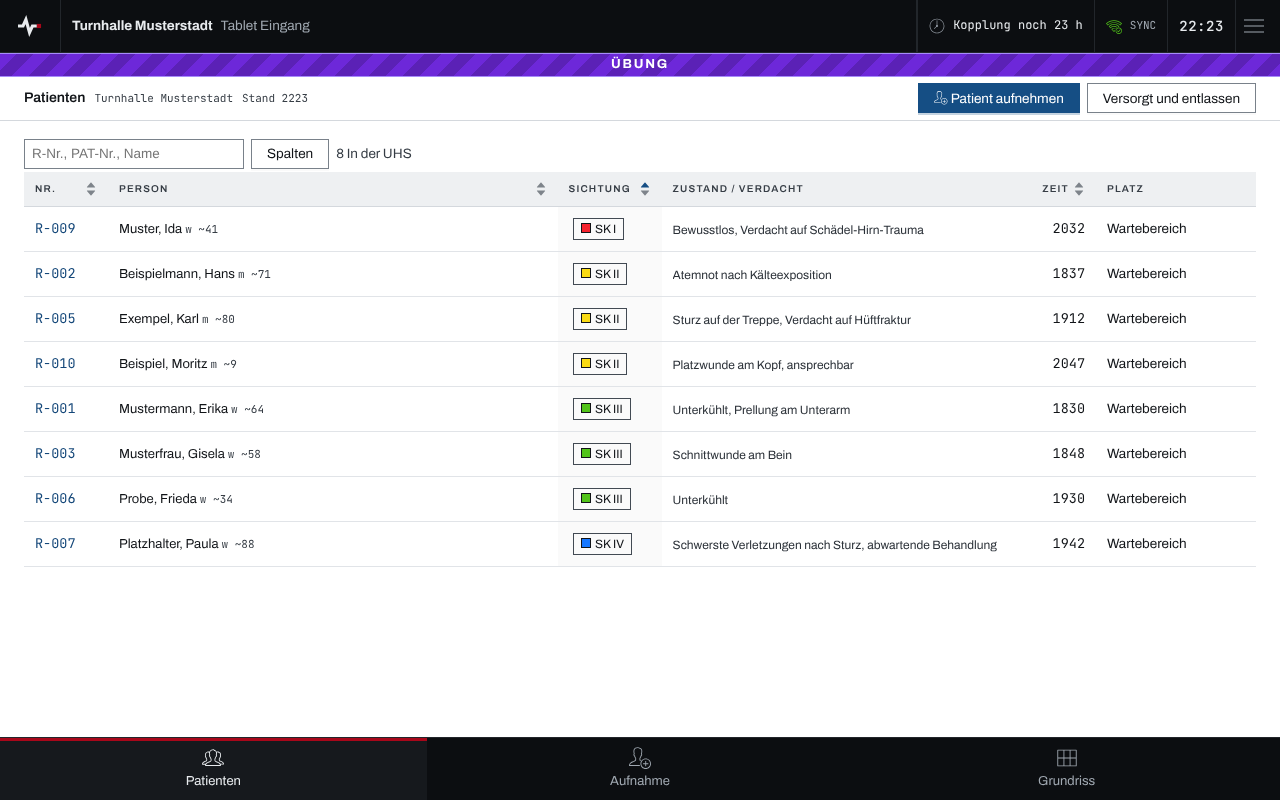 Turnhalle Musterstadt Tablet Eingang
Kopplung noch 23 h
SYNC
22:23
ÜBUNG
Patienten Turnhalle Musterstadt Stand 2223
Patient aufnehmen
Versorgt und entlassen
R-Nr., PAT-Nr., Name
Spalten
8 In der UHS
NR. PERSON SICHTUNG ZUSTAND / VERDACHT ZEIT PLATZ
R-009 Muster, Ida w ~41 SK I Bewusstlos, Verdacht auf Schädel-Hirn-Trauma 2032 Wartebereich
R-002 Beispielmann, Hans m ~71 SK II Atemnot nach Kälteexposition 1837 Wartebereich
R-005 Exempel, Karl m ~80 SK II Sturz auf der Treppe, Verdacht auf Hüftfraktur 1912 Wartebereich
R-010 Beispiel, Moritz m ~9 SK II Platzwunde am Kopf, ansprechbar 2047 Wartebereich
R-001 Mustermann, Erika w ~64 SK III Unterkühlt, Prellung am Unterarm 1830 Wartebereich
R-003 Musterfrau, Gisela w ~58 SK III Schnittwunde am Bein 1848 Wartebereich
R-006 Probe, Frieda w ~34 SK III Unterkühlt 1930 Wartebereich
R-007 Platzhalter, Paula w ~88 SK IV Schwerste Verletzungen nach Sturz, abwartende Behandlung 1942 Wartebereich
Patienten
Aufnahme
Grundriss